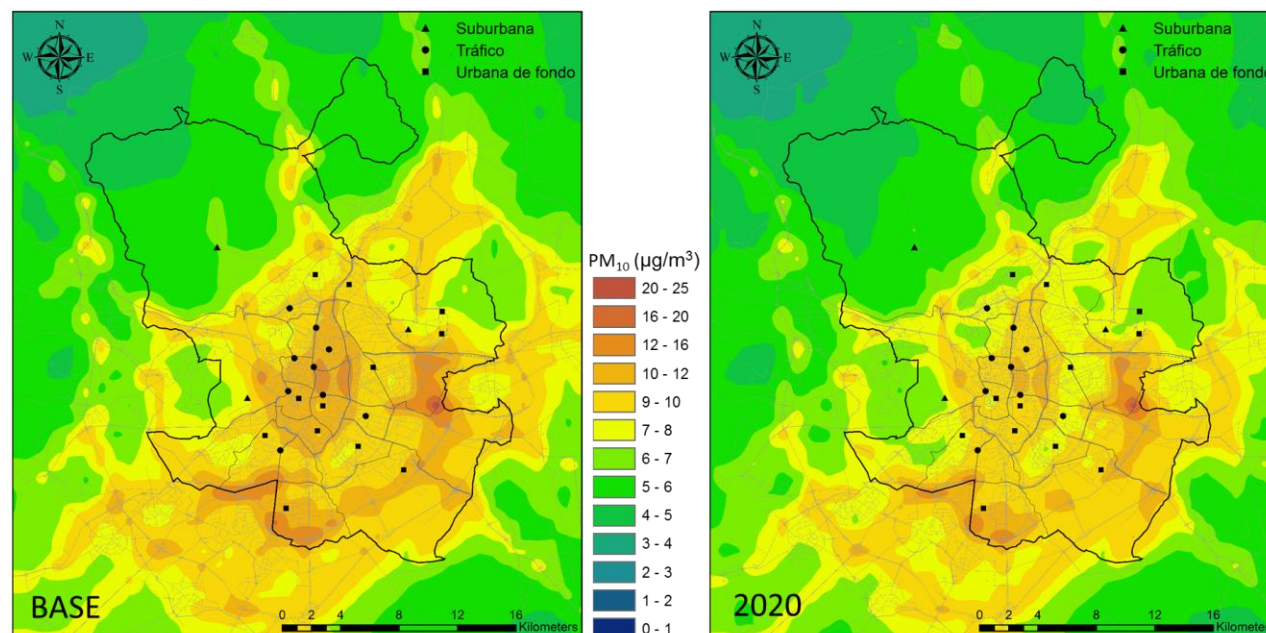 N
W E
S
Suburbana
Tráfico
Urbana de fondo
BASE
0 2 4 8 12 16
Kilometers
PM10 (µg/m3)
20 - 25
16 - 20
12 - 16
10 - 12
9 - 10
7 - 8
6 - 7
5 - 6
4 - 5
3 - 4
2 - 3
1 - 2
0 - 1
N
W E
S
Suburbana
Tráfico
Urbana de fondo
2020
0 2 4 8 12 16
Kilometers